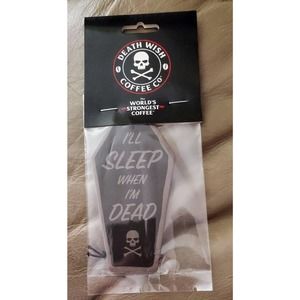 DEATH WISH
COFFEE CO.
THE
WORLD'S
STRONGEST
COFFEE
I'LL
SLEEP
WHEN
I'M
DEAD